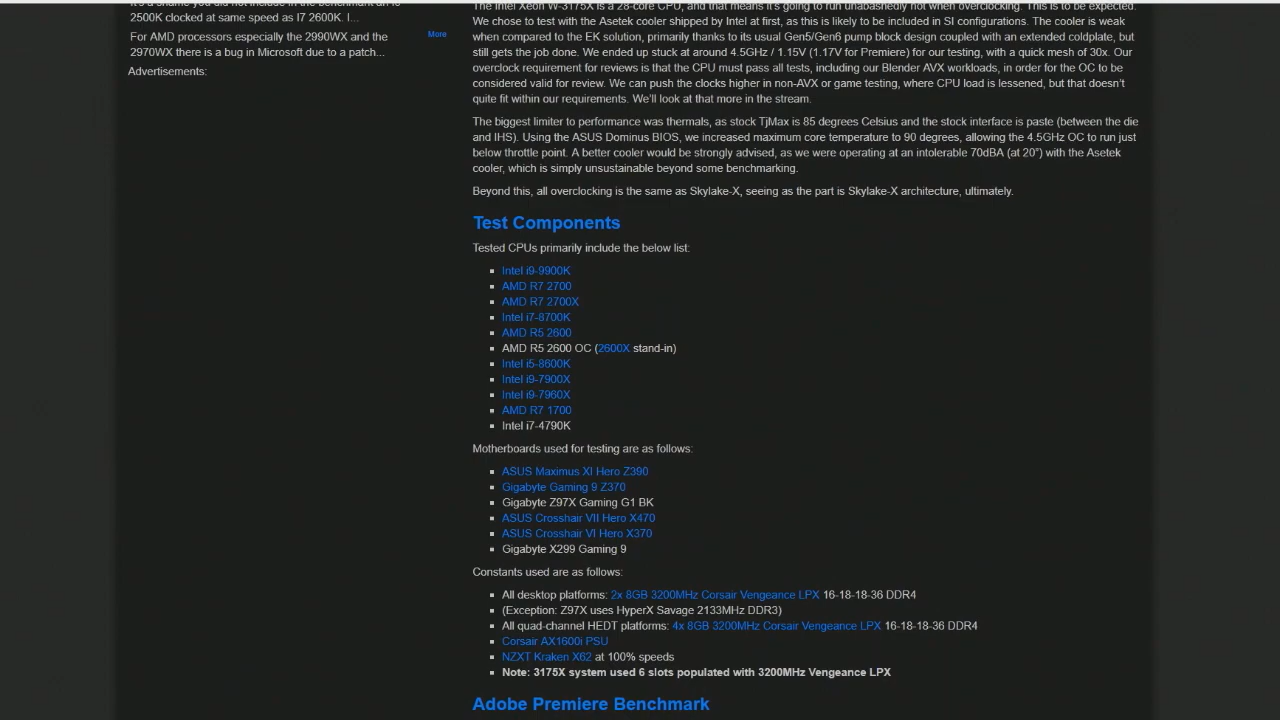 It's a shame you did not include in the benchmark an i5
2500K clocked at same speed as I7 2600K. I...
For AMD processors especially the 2990WX and the
2970WX there is a bug in Microsoft due to a patch...
More
Advertisements:
The Intel Xeon W-3175X is a 28-core CPU, and that means it's going to run unabashedly hot when overclocking. This is to be expected.
We chose to test with the Asetek cooler shipped by Intel at first, as this is likely to be included in SI configurations. The cooler is weak
when compared to the EK solution, primarily thanks to its usual Gen5/Gen6 pump block design coupled with an extended coldplate, but
still gets the job done. We ended up stuck at around 4.5GHz / 1.15V (1.17V for Premiere) for our testing, with a quick mesh of 30x. Our
overclock requirement for reviews is that the CPU must pass all tests, including our Blender AVX workloads, in order for the OC to be
considered valid for review. We can push the clocks higher in non-AVX or game testing, where CPU load is lessened, but that doesn't
quite fit within our requirements. We'll look at that more in the stream.
The biggest limiter to performance was thermals, as stock TjMax is 85 degrees Celsius and the stock interface is paste (between the die
and IHS). Using the ASUS Dominus BIOS, we increased maximum core temperature to 90 degrees, allowing the 4.5GHz OC to run just
below throttle point. A better cooler would be strongly advised, as we were operating at an intolerable 70dBA (at 20") with the Asetek
cooler, which is simply unsustainable beyond some benchmarking.
Beyond this, all overclocking is the same as Skylake-X, seeing as the part is Skylake-X architecture, ultimately.
Test Components
Tested CPUs primarily include the below list:
Intel i9-9900K
AMD R7 2700
AMD R7 2700X
Intel i7-8700K
AMD R5 2600
AMD R5 2600 OC (2600X stand-in)
Intel i5-8600K
Intel i9-7900X
Intel i9-7960X
AMD R7 1700
Intel i7-4790K
Motherboards used for testing are as follows:
ASUS Maximus XI Hero Z390
Gigabyte Gaming 9 Z370
Gigabyte Z97X Gaming G1 BK
ASUS Crosshair VII Hero X470
ASUS Crosshair VI Hero X370
Gigabyte X299 Gaming 9
Constants used are as follows:
All desktop platforms: 2x 8GB 3200MHz Corsair Vengeance LPX 16-18-18-36 DDR4
(Exception: Z97X uses HyperX Savage 2133MHz DDR3)
All quad-channel HEDT platforms: 4x 8GB 3200MHz Corsair Vengeance LPX 16-18-18-36 DDR4
Corsair AX1600i PSU
NZXT Kraken X62 at 100% speeds
Note: 3175X system used 6 slots populated with 3200MHz Vengeance LPX
Adobe Premiere Benchmark